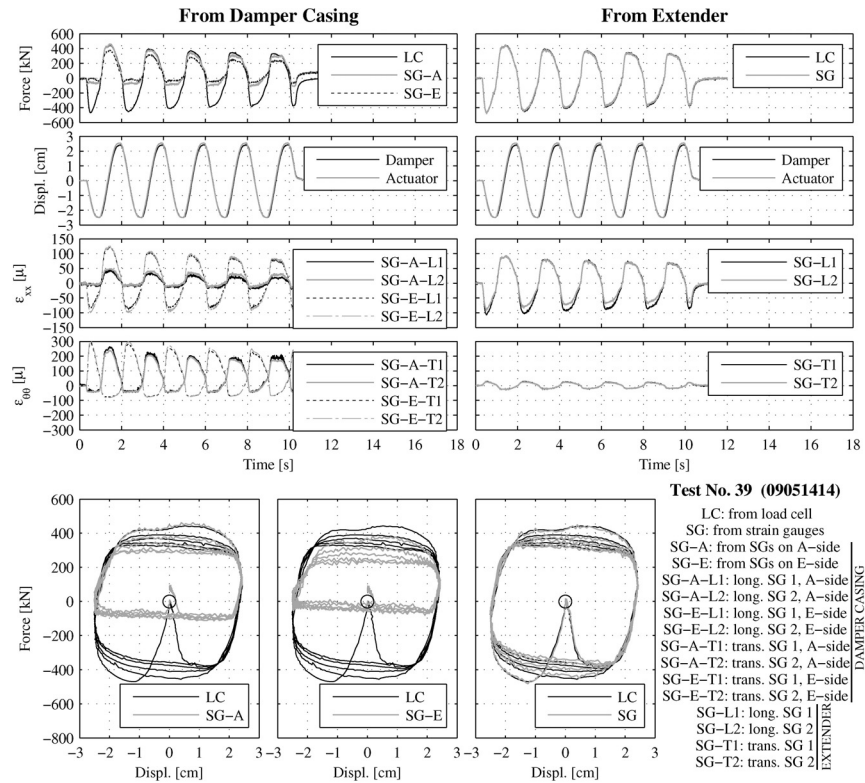 From Damper Casing
From Extender
600
400
200
0
−200
−400
−600
Force [kN]
LC
SG−A
SG−E
LC
SG
3
2
1
0
−1
−2
−3
Displ. [cm]
Damper
Actuator
Damper
Actuator
150
100
50
0
−50
−100
−150
εxx [μ]
SG−A−L1
SG−A−L2
SG−E−L1
SG−E−L2
SG−L1
SG−L2
300
200
100
0
−100
−200
−300
εθθ [μ]
SG−A−T1
SG−A−T2
SG−E−T1
SG−E−T2
SG−T1
SG−T2
0 2 4 6 8 10 12 14 16 18
0 2 4 6 8 10 12 14 16 18
Time [s]
Time [s]
600
400
200
0
−200
−400
−600
−800
Force [kN]
LC
SG−A
LC
SG−E
LC
SG
−3 −2 −1 0 1 2 3
−3 −2 −1 0 1 2 3
−3 −2 −1 0 1 2 3
Displ. [cm]
Displ. [cm]
Displ. [cm]
Test No. 39 (09051414)
LC: from load cell
SG: from strain gauges
SG−A: from SGs on A−side
SG−E: from SGs on E−side
SG−A−L1: long. SG 1, A−side
SG−A−L2: long. SG 2, A−side
SG−E−L1: long. SG 1, E−side
SG−E−L2: long. SG 2, E−side
SG−A−T1: trans. SG 1, A−side
SG−A−T2: trans. SG 2, A−side
SG−E−T1: trans. SG 1, E−side
SG−E−T2: trans. SG 2, E−side
DAMPER CASING
SG−L1: long. SG 1
SG−L2: long. SG 2
SG−T1: trans. SG 1
SG−T2: trans. SG 2
EXTENDER